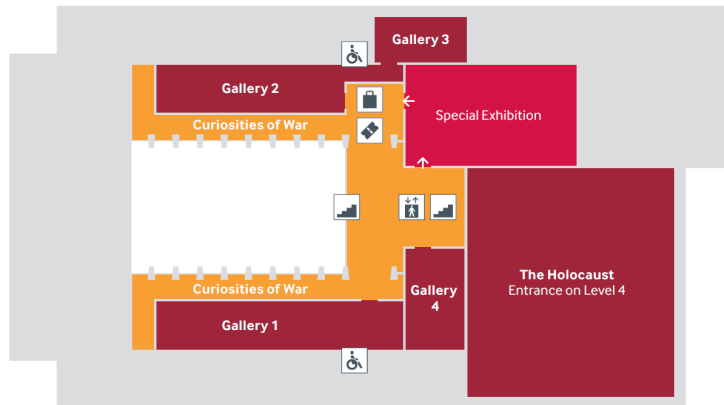 Gallery 3
Gallery 2
Curiosities of War
Special Exhibition
The Holocaust
Entrance on Level 4
Curiosities of War
Gallery
4
Gallery 1